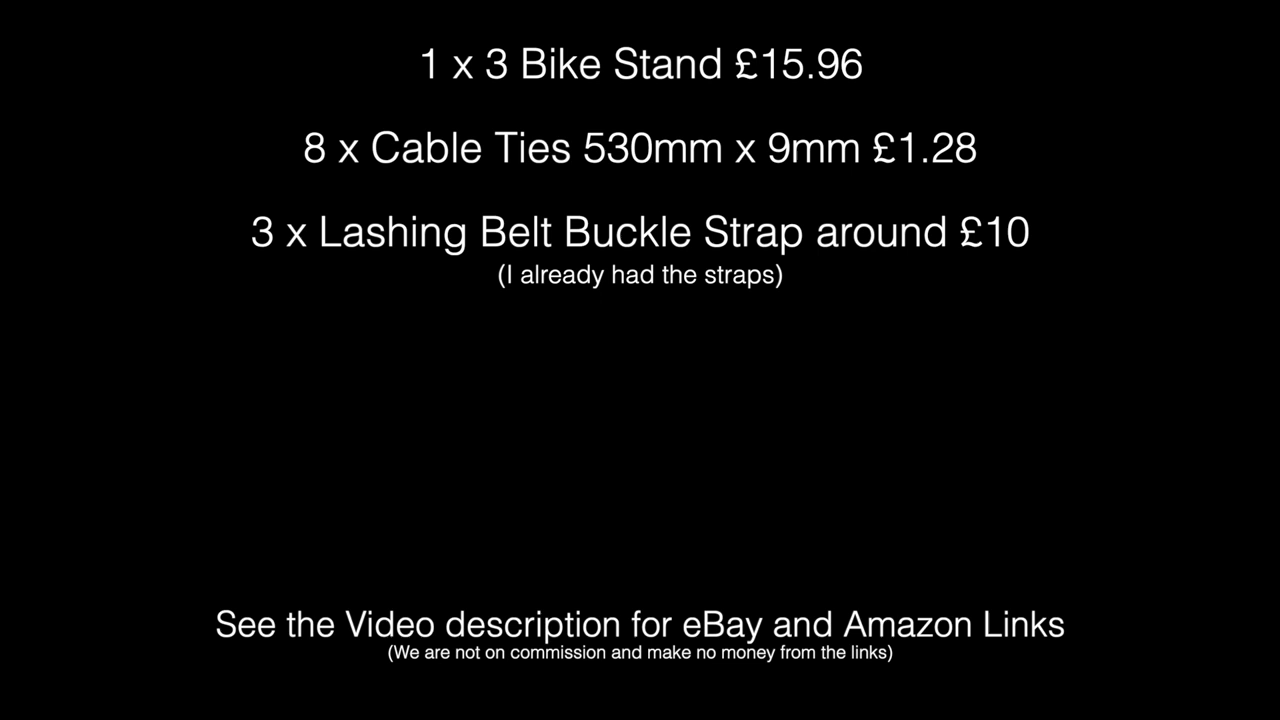 1 x 3 Bike Stand £15.96
8 x Cable Ties 530mm x 9mm £1.28
3 x Lashing Belt Buckle Strap around £10
(I already had the straps)
See the Video description for eBay and Amazon Links
(We are not on commission and make no money from the links)